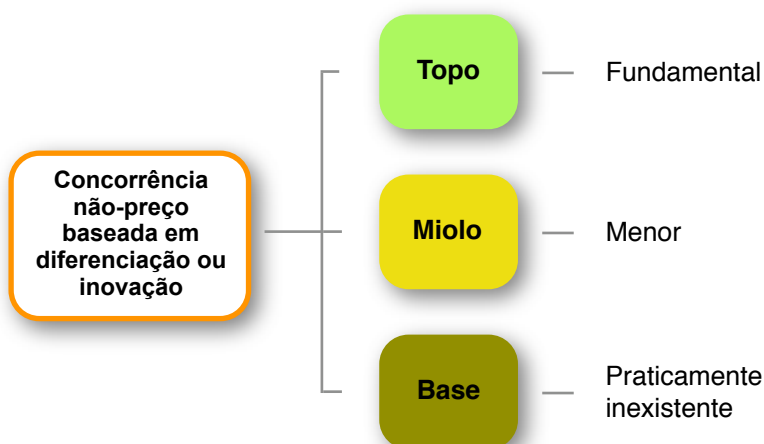 Concorrência
não-preço
baseada em
diferenciação ou
inovação
Topo
Fundamental
Miolo
Menor
Base
Praticamente
inexistente